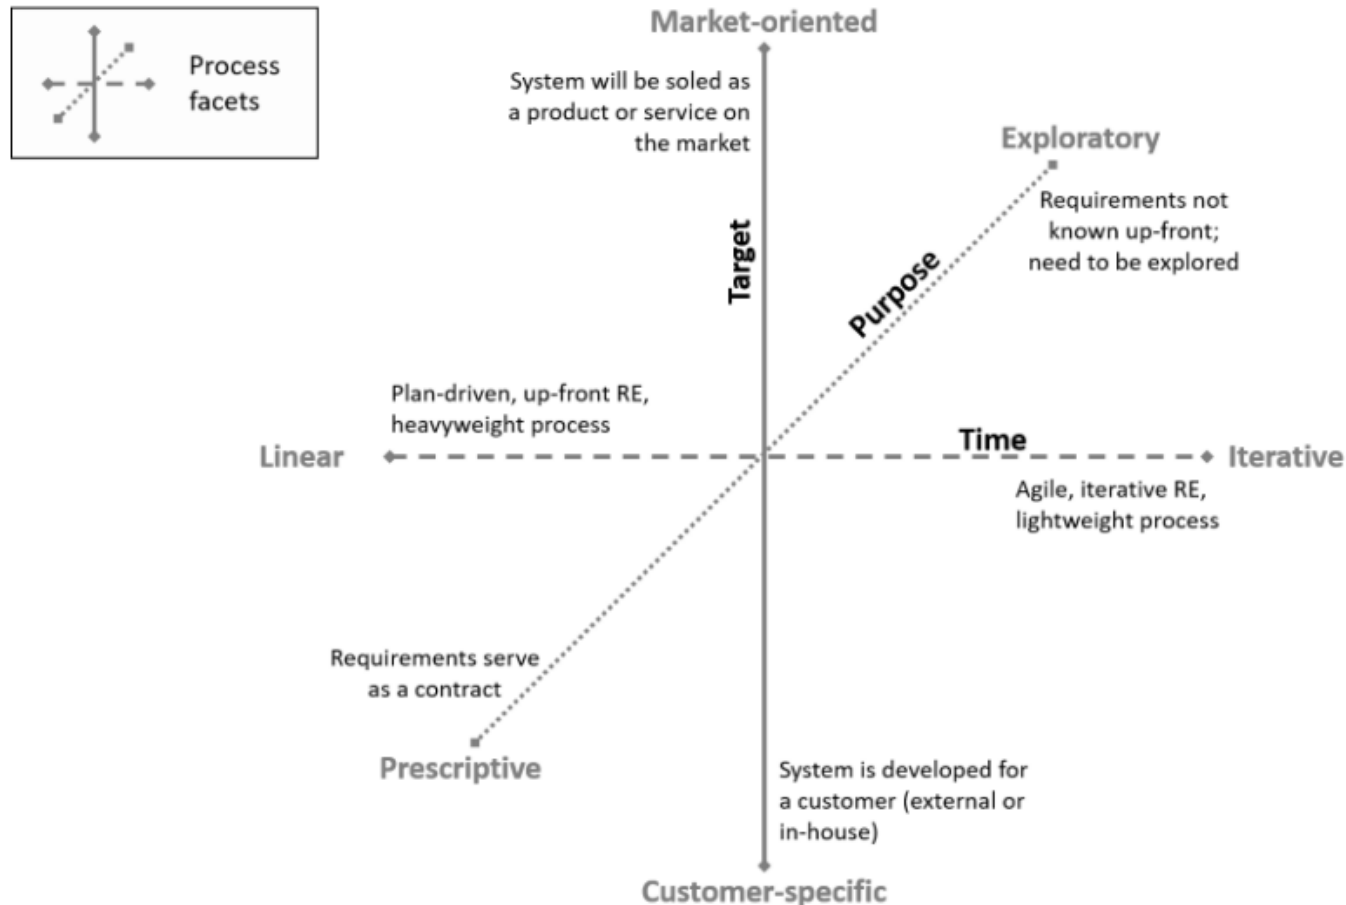 Process
facets
Market-oriented
System will be soled as
a product or service on
the market
Exploratory
Requirements not
known up-front;
need to be explored
Target
Purpose
Plan-driven, up-front RE,
heavyweight process
Linear
Time
Iterative
Agile, iterative RE,
lightweight process
Requirements serve
as a contract
Prescriptive
System is developed for
a customer (external or
in-house)
Customer-specific